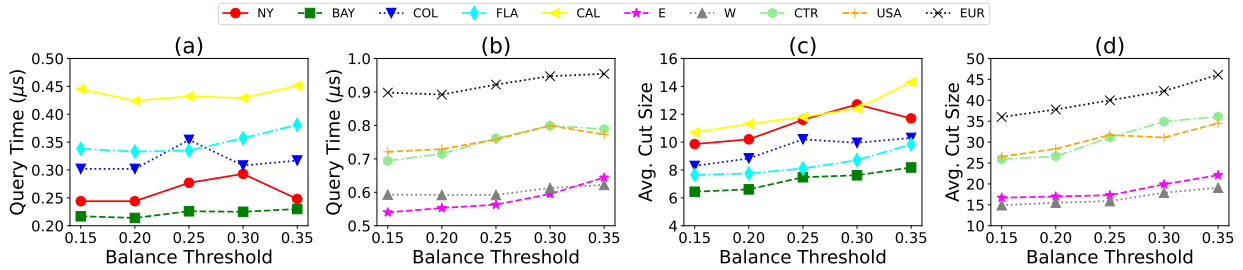 NY BAY COL FLA CAL E W CTR USA EUR
(a)
Query Time (μs)
0.50
0.45
0.40
0.35
0.30
0.25
0.20
0.15 0.20 0.25 0.30 0.35
Balance Threshold
(b)
Query Time (μs)
1.0
0.9
0.8
0.7
0.6
0.5
0.15 0.20 0.25 0.30 0.35
Balance Threshold
(c)
Avg. Cut Size
16
14
12
10
8
6
4
0.15 0.20 0.25 0.30 0.35
Balance Threshold
(d)
Avg. Cut Size
50
45
40
35
30
25
20
15
10
0.15 0.20 0.25 0.30 0.35
Balance Threshold